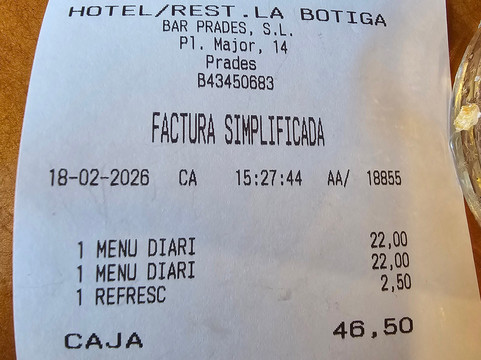 HOTEL/REST.LA BOTIGA
BAR PRADES, S.L.
Pl. Major, 14
Prades
B43450683
FACTURA SIMPLIFICADA
18-02-2026 CA 15:27:44 AA/ 18855
1 MENU DIARI 22,00
1 MENU DIARI 22,00
1 REFRESC 2,50
CAJA 46,50